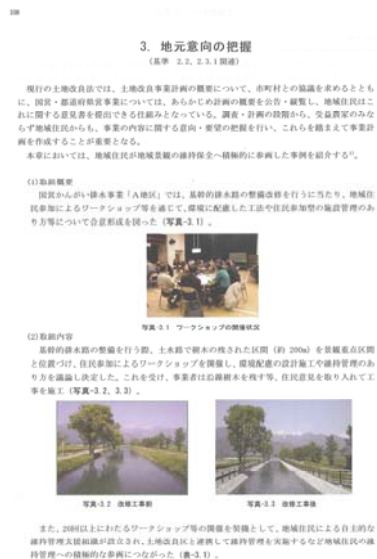 108
3. 地元意向の把握
(基準 2.2、2.3.1関連)
現行の土地改良法では、土地改良事業計画の概要について、市町村との協議を求めるととも
に、国営・都道府県営事業については、あらかじめ計画の概要を公告・縦覧し、地域住民はこ
れに関する意見書を提出できる仕組みとなっている。調査・計画の段階から、受益農家のみな
らず地域住民からも、事業の内容に関する意向・要望の把握を行い、これらを踏まえて事業計
画を作成することが重要となる。
本章においては、地域住民が地域景観の維持保全へ積極的に参画した事例を紹介する¹⁾。
(1)取組概要
国営かんがい排水事業「A地区」では、基幹的排水路の整備改修を行うに当たり、地域住
民参加によるワークショップ等を通じて、環境に配慮した工法や住民参加型の施設管理のあ
り方等について合意形成を図った(写真-3.1)。
写真-3.1 ワークショップの開催状況
(2)取組内容
基幹的排水路の整備を行う際、土水路で樹木の残された区間(約 200m)を景観重点区間
と位置づけ、住民参加によるワークショップを開催し、環境配慮の設計施工や維持管理のあ
り方を議論し決定した。これを受け、事業者は沿線樹木を残す等、住民意見を取り入れて工
事を施工(写真-3.2、3.3)。
写真-3.2 改修工事前
写真-3.3 改修工事後
また、20回以上にわたるワークショップ等の開催を契機として、地域住民による自主的な
維持管理支援組織が設立され、土地改良区と連携して維持管理を実施するなど地域住民の維
持管理への積極的な参画につながった(表-3.1)。